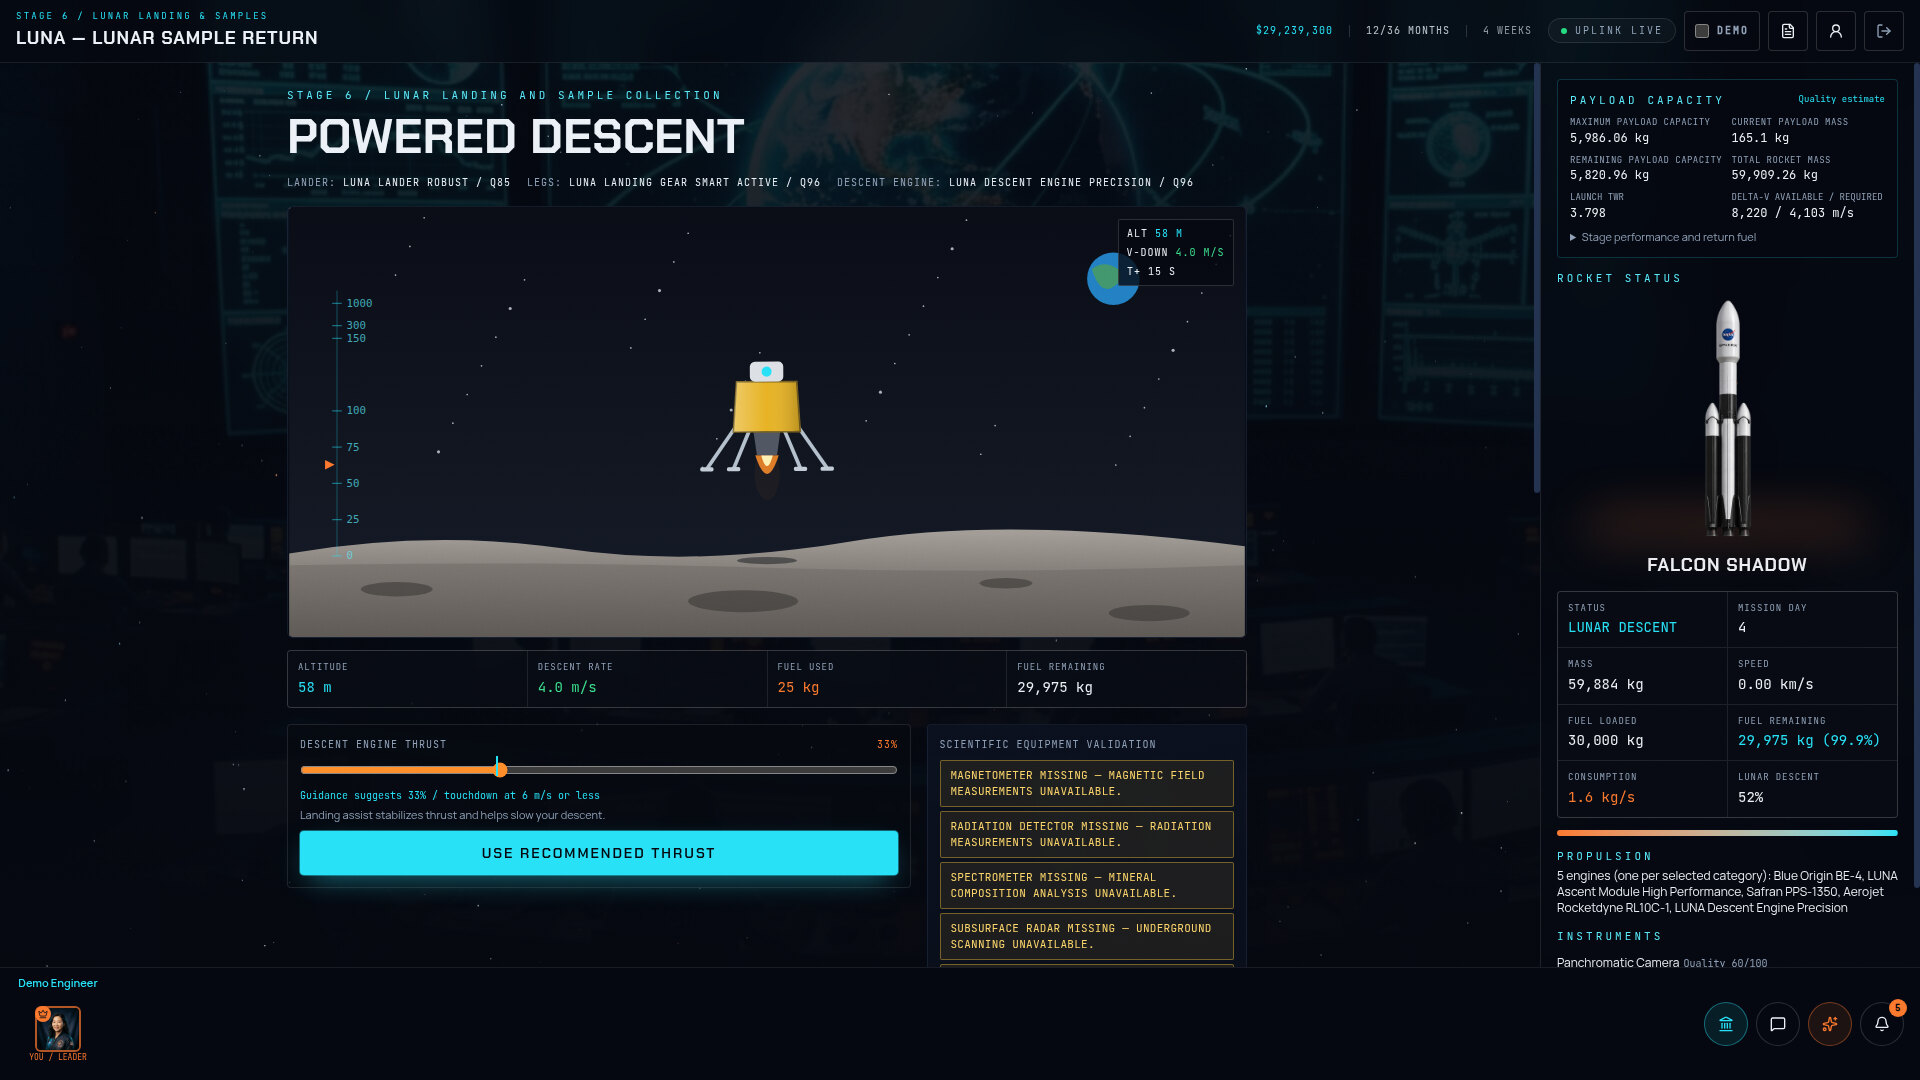 STAGE 6 / LUNAR LANDING & SAMPLES
LUNA — LUNAR SAMPLE RETURN
$29,239,300
12/36 MONTHS
4 WEEKS
UPLINK LIVE
DEMO
STAGE 6 / LUNAR LANDING AND SAMPLE COLLECTION
POWERED DESCENT
LANDER: LUNA LANDER ROBUST / Q85 LEGS: LUNA LANDING GEAR SMART ACTIVE / Q96 DESCENT ENGINE: LUNA DESCENT ENGINE PRECISION / Q96
ALT 58 M
V-DOWN 4.0 M/S
T+ 15 S
1000
300
150
100
75
50
25
0
ALTITUDE
58 m
DESCENT RATE
4.0 m/s
FUEL USED
25 kg
FUEL REMAINING
29,975 kg
DESCENT ENGINE THRUST
33%
Guidance suggests 33% / touchdown at 6 m/s or less
Landing assist stabilizes thrust and helps slow your descent.
USE RECOMMENDED THRUST
SCIENTIFIC EQUIPMENT VALIDATION
MAGNETOMETER MISSING — MAGNETIC FIELD
MEASUREMENTS UNAVAILABLE.
RADIATION DETECTOR MISSING — RADIATION
MEASUREMENTS UNAVAILABLE.
SPECTROMETER MISSING — MINERAL
COMPOSITION ANALYSIS UNAVAILABLE.
SUBSURFACE RADAR MISSING — UNDERGROUND
SCANNING UNAVAILABLE.
PAYLOAD CAPACITY
Quality estimate
MAXIMUM PAYLOAD CAPACITY
5,986.06 kg
CURRENT PAYLOAD MASS
165.1 kg
REMAINING PAYLOAD CAPACITY
5,820.96 kg
TOTAL ROCKET MASS
59,909.26 kg
LAUNCH TWR
3.798
DELTA-V AVAILABLE / REQUIRED
8,220 / 4,103 m/s
Stage performance and return fuel
ROCKET STATUS
FALCON SHADOW
STATUS
LUNAR DESCENT
MISSION DAY
4
MASS
59,884 kg
SPEED
0.00 km/s
FUEL LOADED
30,000 kg
FUEL REMAINING
29,975 kg (99.9%)
CONSUMPTION
1.6 kg/s
LUNAR DESCENT
52%
PROPULSION
5 engines (one per selected category): Blue Origin BE-4, LUNA
Ascent Module High Performance, Safran PPS-1350, Aerojet
Rocketdyne RL10C-1, LUNA Descent Engine Precision
INSTRUMENTS
Panchromatic Camera Quality 60/100
Demo Engineer
YOU / LEADER
5